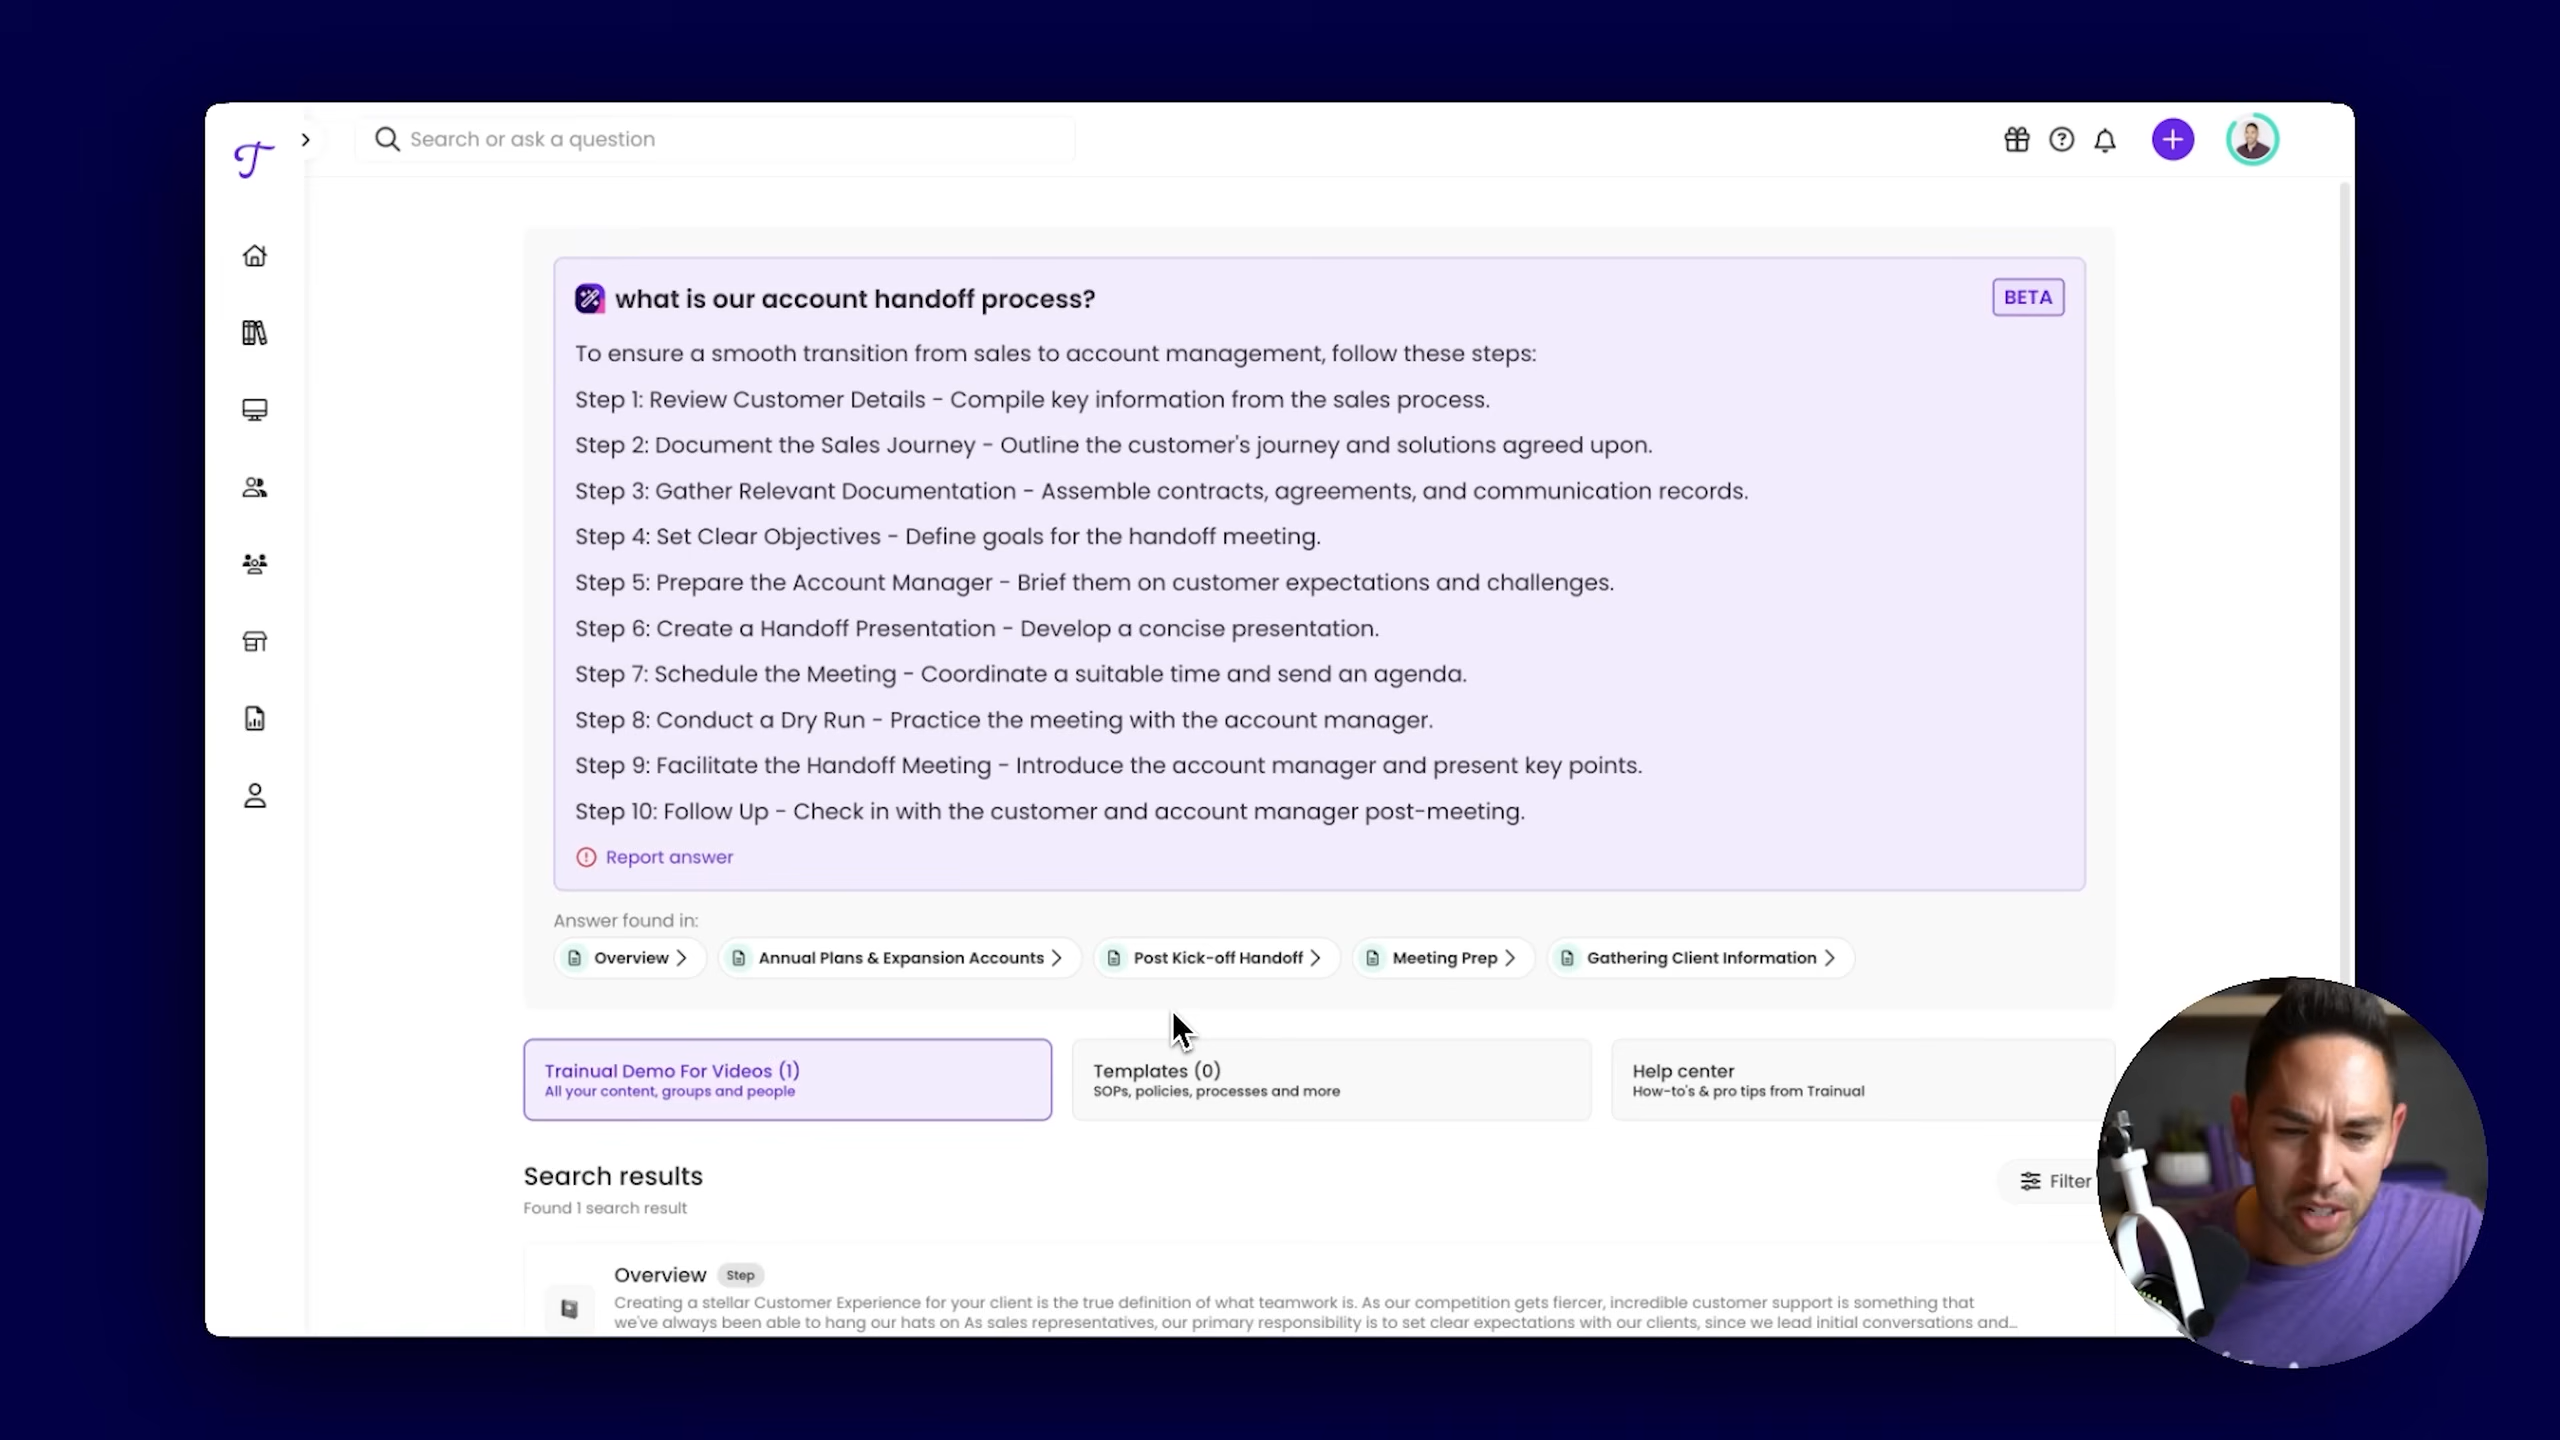 Search or ask a question
what is our account handoff process?
BETA
To ensure a smooth transition from sales to account management, follow these steps:
Step 1: Review Customer Details - Compile key information from the sales process.
Step 2: Document the Sales Journey - Outline the customer's journey and solutions agreed upon.
Step 3: Gather Relevant Documentation - Assemble contracts, agreements, and communication records.
Step 4: Set Clear Objectives - Define goals for the handoff meeting.
Step 5: Prepare the Account Manager - Brief them on customer expectations and challenges.
Step 6: Create a Handoff Presentation - Develop a concise presentation.
Step 7: Schedule the Meeting - Coordinate a suitable time and send an agenda.
Step 8: Conduct a Dry Run - Practice the meeting with the account manager.
Step 9: Facilitate the Handoff Meeting - Introduce the account manager and present key points.
Step 10: Follow Up - Check in with the customer and account manager post-meeting.
Report answer
Answer found in:
Overview
Annual Plans & Expansion Accounts
Post Kick-off Handoff
Meeting Prep
Gathering Client Information
Trainual Demo For Videos (1)
All your content, groups and people
Templates (0)
SOPs, policies, processes and more
Help center
How-to's & pro tips from Trainual
Search results
Found 1 search result
Filter
Overview Step
Creating a stellar Customer Experience for your client is the true definition of what teamwork is. As our competition gets fiercer, incredible customer support is something that
we've always been able to hang our hats on As sales representatives, our primary responsibility is to set clear expectations with our clients, since we lead initial conversations and...